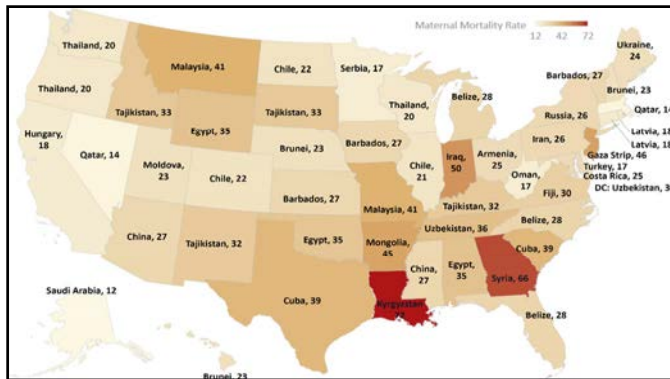 Maternal Mortality Rate
12 42 72
Thailand, 20
Malaysia, 41
Chile, 22
Serbia, 17
Ukraine,
24
Thailand, 20
Tajikistan, 33
Egypt, 35
Tajikistan, 33
Thailand,
20
Belize, 28
Barbados, 27
Brunei, 23
Qatar, 14
Hungary,
18
Qatar, 14
Moldova,
23
Chile, 22
Brunei, 23
Barbados, 27
Chile,
21
Iraq,
50
Armenia,
25
Russia, 26
Iran, 26
Latvia, 18
Latvia, 18
Gaza Strip, 46
Turkey, 17
Costa Rica, 25
DC: Uzbekistan, 3
Oman,
17
Fiji, 30
Barbados, 27
Malaysia, 41
Tajikistan, 32
Uzbekistan, 36
Belize, 28
China, 27
Tajikistan, 32
Egypt, 35
Mongolia,
45
Cuba, 39
China,
27
Egypt,
35
Syria, 66
Cuba, 39
Kyrgyzstan,
72
Belize, 28
Saudi Arabia, 12
Brunei, 23